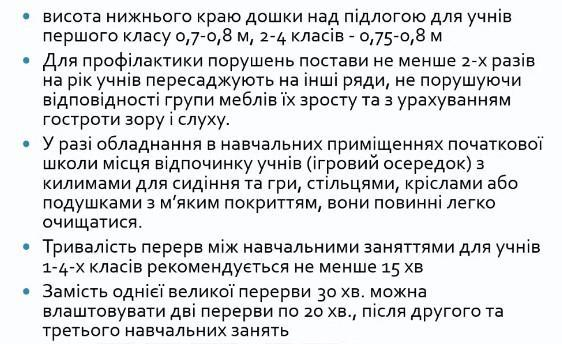 • висота нижнього краю дошки над підлогою для учнів
першого класу 0,7-0,8 м, 2-4 класів - 0,75-0,8 м
• Для профілактики порушень постави не менше 2-х разів
на рік учнів пересаджують на інші ряди, не порушуючи
відповідності групи меблів їх зросту та з урахуванням
гостроти зору і слуху.
• У разі обладнання в навчальних приміщеннях початкової
школи місця відпочинку учнів (ігровий осередок) з
килимами для сидіння та гри, стільцями, кріслами або
подушками з м’яким покриттям, вони повинні легко
очищатися.
• Тривалість перерв між навчальними заняттями для учнів
1-4-х класів рекомендується не менше 15 хв
• Замість однієї великої перерви 30 хв. можна
влаштовувати дві перерви по 20 хв., після другого та
третього навчальних занять